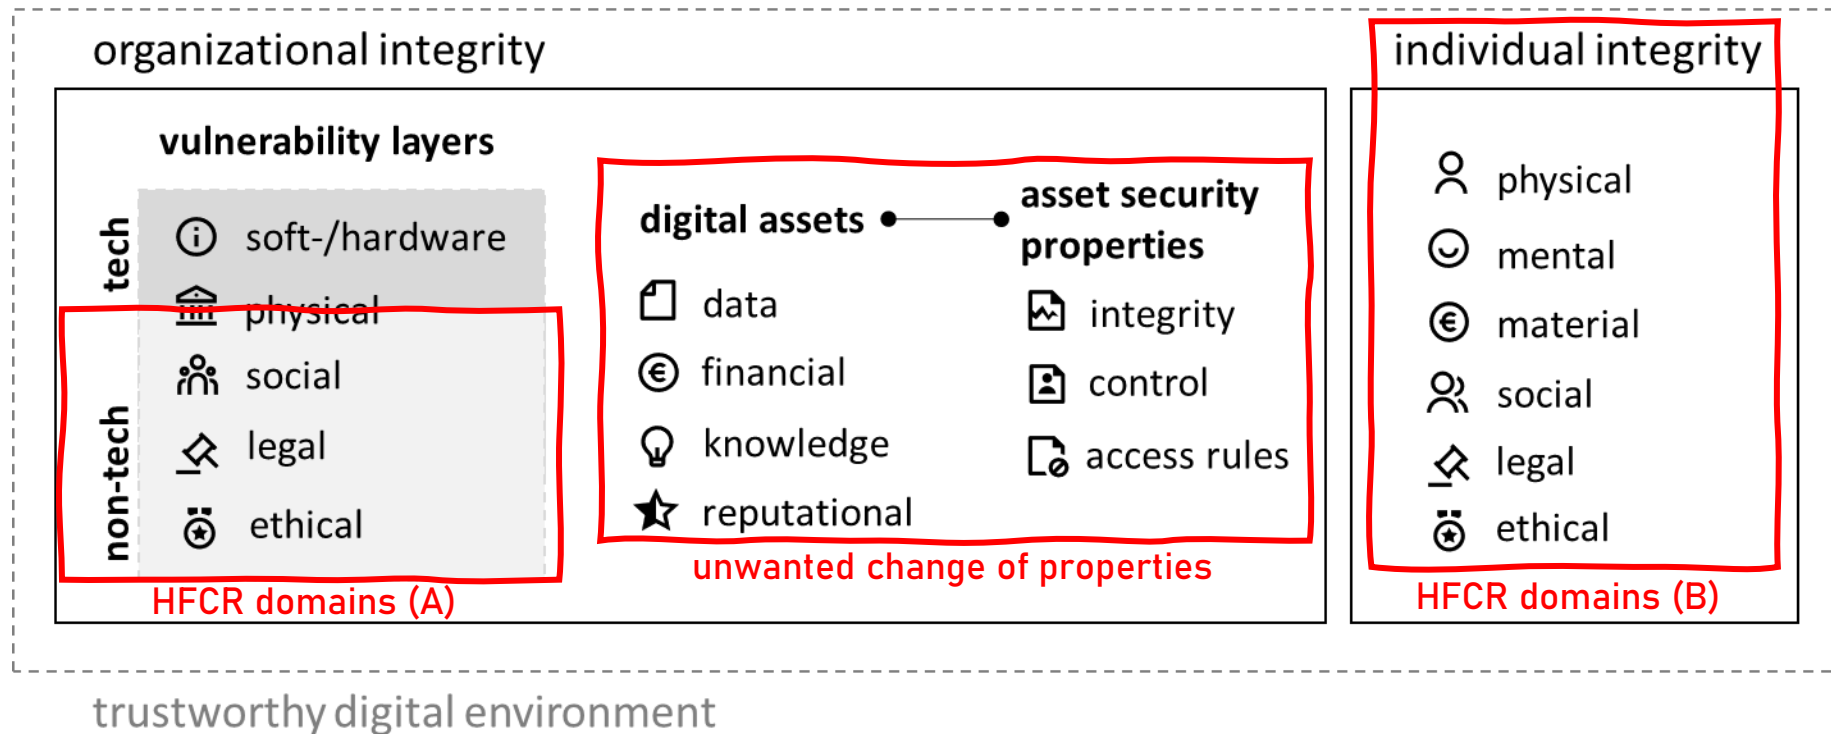 organizational integrity
individual integrity
vulnerability layers
tech
soft-/hardware
physical
non-tech
social
legal
ethical
HFCR domains (A)
digital assets
data
financial
knowledge
reputational
asset security
properties
integrity
control
access rules
unwanted change of properties
physical
mental
material
social
legal
ethical
HFCR domains (B)
trustworthy digital environment